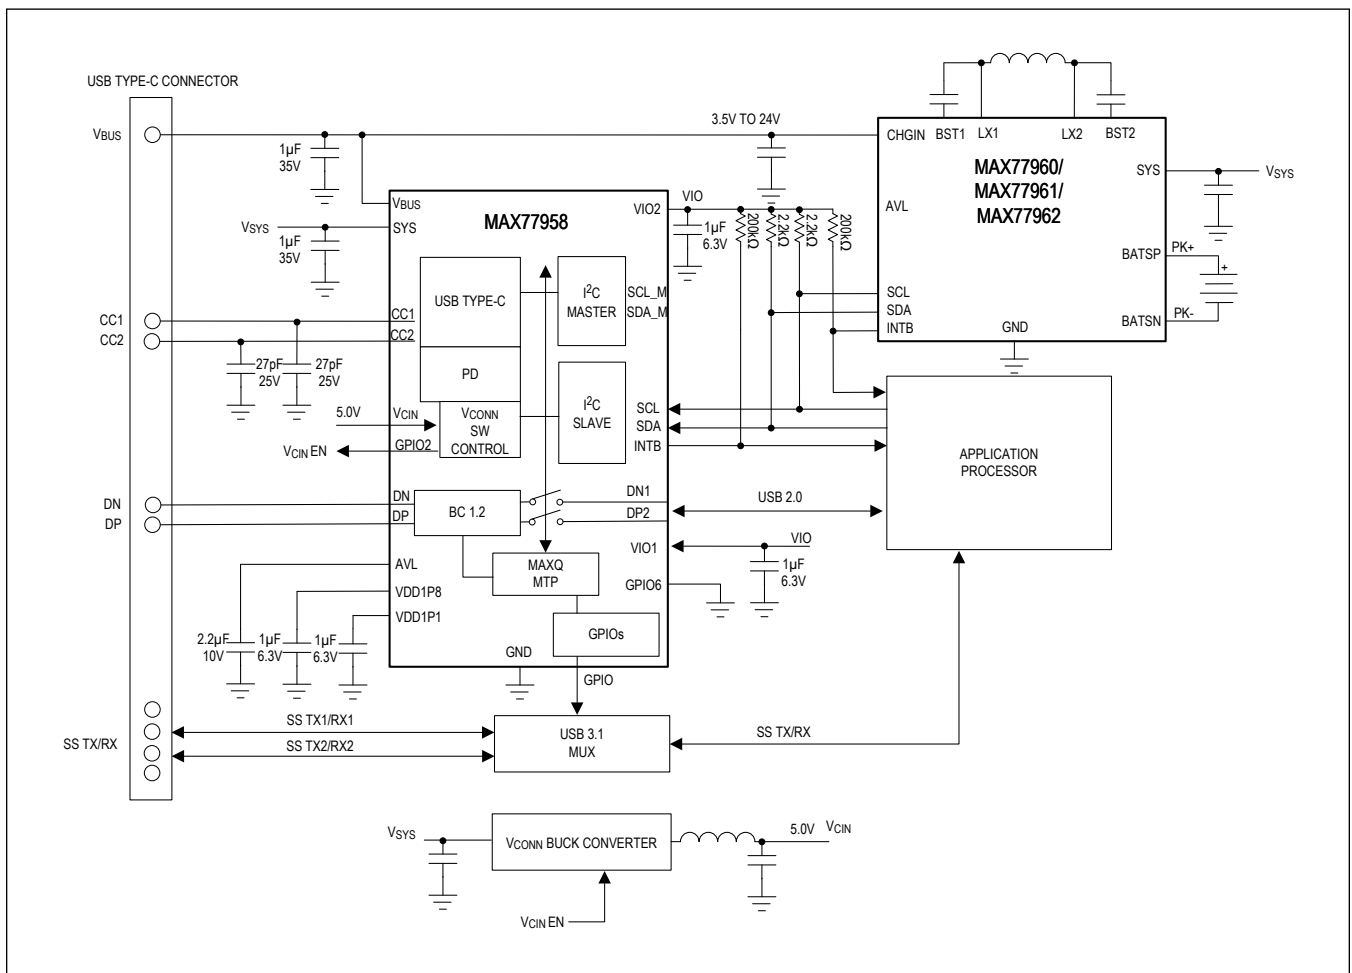 USB TYPE-C CONNECTOR
VBUS
1µF
35V
3.5V TO 24V
CHGIN
BST1
LX1
LX2
BST2
MAX77960/
MAX77961/
MAX77962
SYS
VSYS
AVL
BATSP
PK+
+
BATSN
PK-
SCL
SDA
INTB
GND
VBUS
MAX77958
VIO2
VIO
1µF
6.3V
200kΩ
2.2kΩ
2.2kΩ
200kΩ
VSYS
SYS
1µF
35V
USB TYPE-C
I2C
MASTER
SCL_M
SDA_M
CC1
CC2
CC1
CC2
27pF
25V
27pF
25V
PD
I2C
SLAVE
5.0V
VCIN
VCONN
SW
CONTROL
VCIN EN
GPIO2
SCL
SDA
INTB
APPLICATION
PROCESSOR
DN
DP
DN
DP
BC 1.2
DN1
DP2
USB 2.0
VIO1
VIO
1µF
6.3V
AVL
VDD1P8
VDD1P1
MAXQ
MTP
GPIO6
GPIOs
2.2µF
10V
1µF
6.3V
1µF
6.3V
GND
GPIO
SS TX/RX
SS TX1/RX1
SS TX2/RX2
USB 3.1
MUX
SS TX/RX
VSYS
VCONN BUCK CONVERTER
5.0V
VCIN
VCIN EN